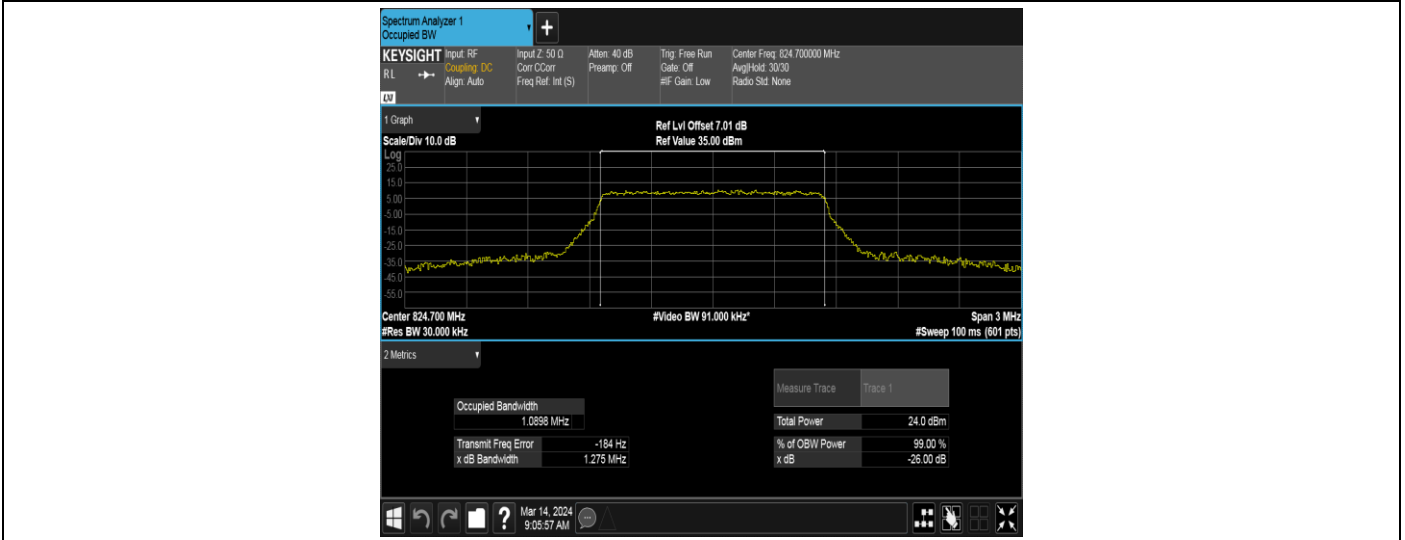 Spectrum Analyzer 1
Occupied BW
+
KEYSIGHT Input: RF Input Z: 50 Ω Atten: 40 dB Trig: Free Run Center Freq: 824.700000 MHz
RL Coupling: DC Corr CCorr Preamp: Off Gate: Off Avg|Hold: 30/30
Align: Auto Freq Ref: Int (S) #IF Gain: Low Radio Std: None
LXI
1 Graph Ref Lvl Offset 7.01 dB
Scale/Div 10.0 dB Ref Value 35.00 dBm
Log
25.0
15.0
5.00
-5.00
-15.0
-25.0
-35.0
-45.0
-55.0
Center 824.700 MHz #Video BW 91.000 kHz* Span 3 MHz
#Res BW 30.000 kHz #Sweep 100 ms (601 pts)
2 Metrics
Measure Trace Trace 1
Occupied Bandwidth
1.0898 MHz Total Power 24.0 dBm
Transmit Freq Error -184 Hz % of OBW Power 99.00 %
x dB Bandwidth 1.275 MHz x dB -26.00 dB
? Mar 14, 2024
9:05:57 AM